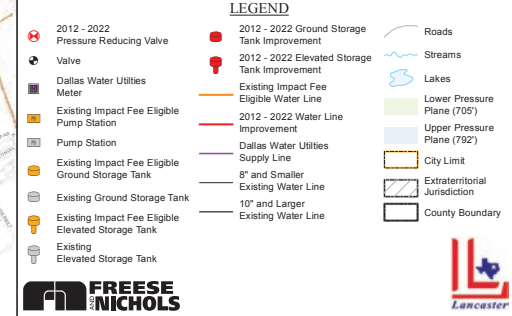 LEGEND
2012 - 2022
Pressure Reducing Valve
Valve
Dallas Water Utilties
Meter
PS
Existing Impact Fee Eligible
Pump Station
PS
Pump Station
Existing Impact Fee Eligible
Ground Storage Tank
Existing Ground Storage Tank
Existing Impact Fee Eligible
Elevated Storage Tank
Existing
Elevated Storage Tank
2012 - 2022 Ground Storage
Tank Improvement
2012 - 2022 Elevated Storage
Tank Improvement
Existing Impact Fee
Eligible Water Line
2012 - 2022 Water Line
Improvement
Dallas Water Utilities
Supply Line
8" and Smaller
Existing Water Line
10" and Larger
Existing Water Line
Roads
Streams
Lakes
Lower Pressure
Plane (705')
Upper Pressure
Plane (792')
City Limit
Extraterritorial
Jurisdiction
County Boundary
FREESE
AND NICHOLS
Lancaster